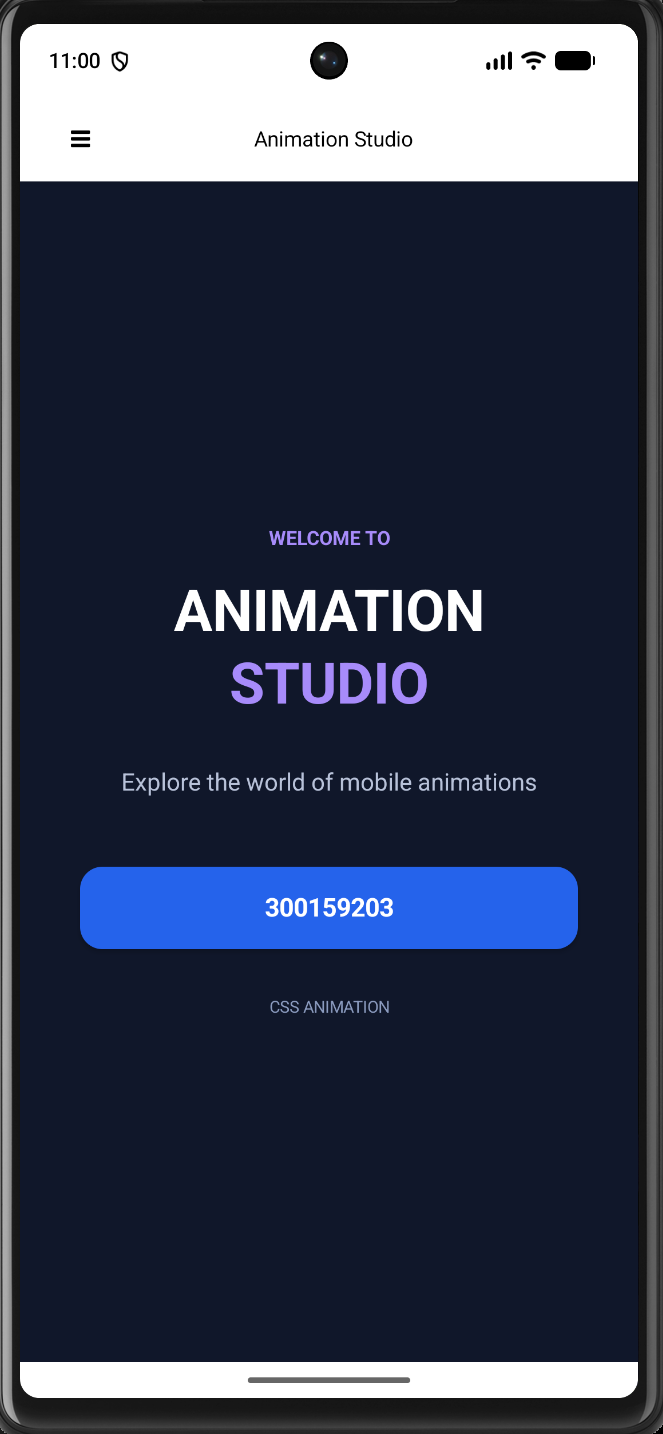 11:00
Animation Studio
WELCOME TO
ANIMATION
STUDIO
Explore the world of mobile animations
300159203
CSS ANIMATION